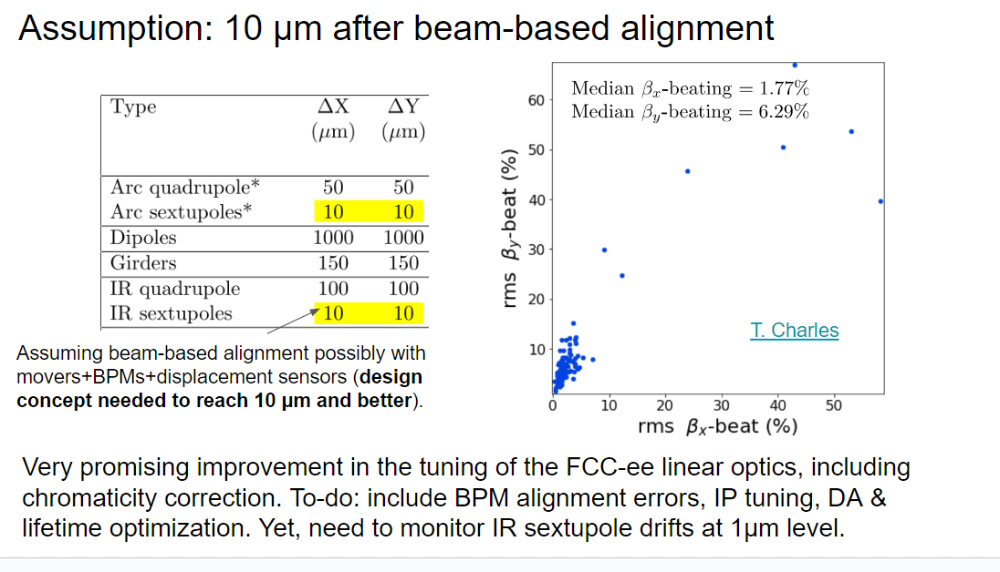 Assumption: 10 μm after beam-based alignment
Type ΔX ΔY
(μm) (μm)
Arc quadrupole* 50 50
Arc sextupoles* 10 10
Dipoles 1000 1000
Girders 150 150
IR quadrupole 100 100
IR sextupoles 10 10
Assuming beam-based alignment possibly with
movers+BPMs+displacement sensors (design
concept needed to reach 10 μm and better).
Median βx-beating = 1.77%
Median βy-beating = 6.29%
rms βy-beat (%)
60
50
40
30
20
10
T. Charles
0 10 20 30 40 50
rms βx-beat (%)
Very promising improvement in the tuning of the FCC-ee linear optics, including
chromaticity correction. To-do: include BPM alignment errors, IP tuning, DA &
lifetime optimization. Yet, need to monitor IR sextupole drifts at 1μm level.